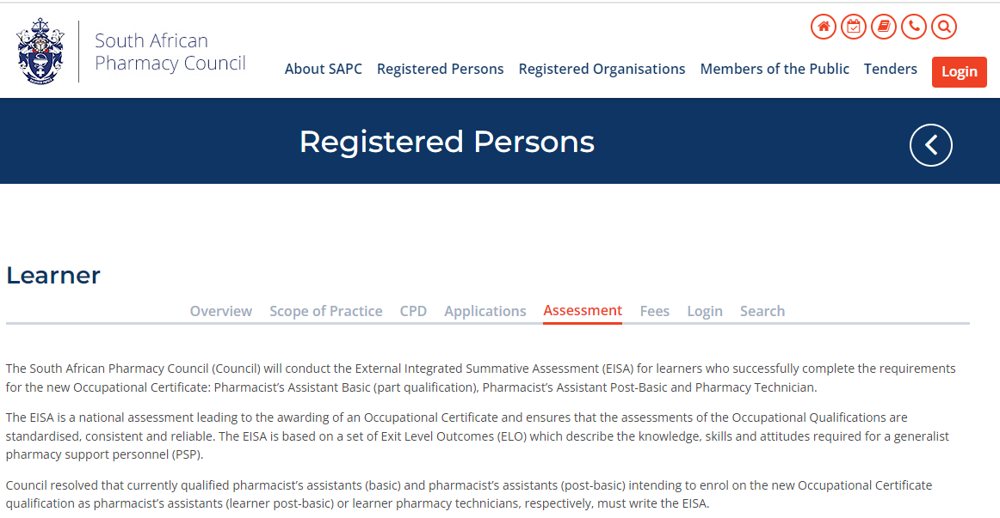 South African
Pharmacy Council
About SAPC Registered Persons Registered Organisations Members of the Public Tenders Login
Registered Persons
Learner
Overview Scope of Practice CPD Applications Assessment Fees Login Search
The South African Pharmacy Council (Council) will conduct the External Integrated Summative Assessment (EISA) for learners who successfully complete the requirements
for the new Occupational Certificate: Pharmacist’s Assistant Basic (part qualification), Pharmacist’s Assistant Post-Basic and Pharmacy Technician.
The EISA is a national assessment leading to the awarding of an Occupational Certificate and ensures that the assessments of the Occupational Qualifications are
standardised, consistent and reliable. The EISA is based on a set of Exit Level Outcomes (ELO) which describe the knowledge, skills and attitudes required for a generalist
pharmacy support personnel (PSP).
Council resolved that currently qualified pharmacist’s assistants (basic) and pharmacist’s assistants (post-basic) intending to enrol on the new Occupational Certificate
qualification as pharmacist’s assistants (learner post-basic) or learner pharmacy technicians, respectively, must write the EISA.